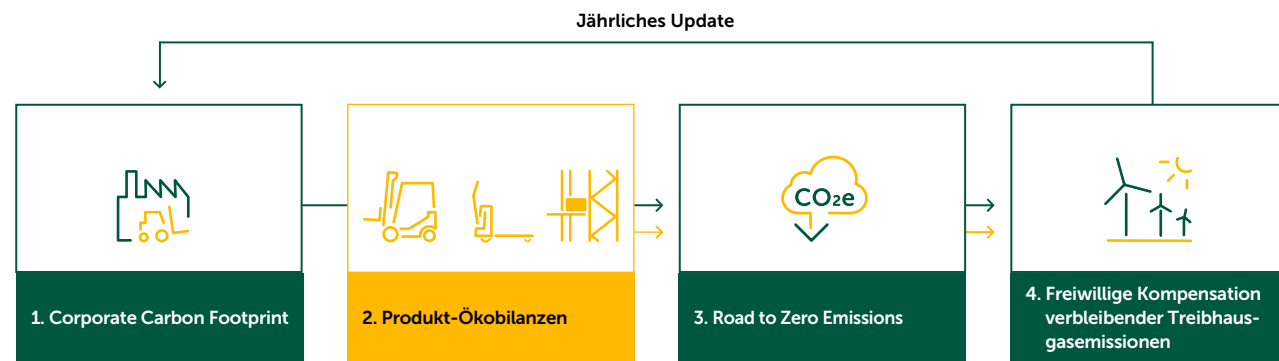 Jährliches Update
CO₂e
1. Corporate Carbon Footprint
2. Produkt-Ökobilanzen
3. Road to Zero Emissions
4. Freiwillige Kompensation
verbleibender Treibhaus-
gasemissionen